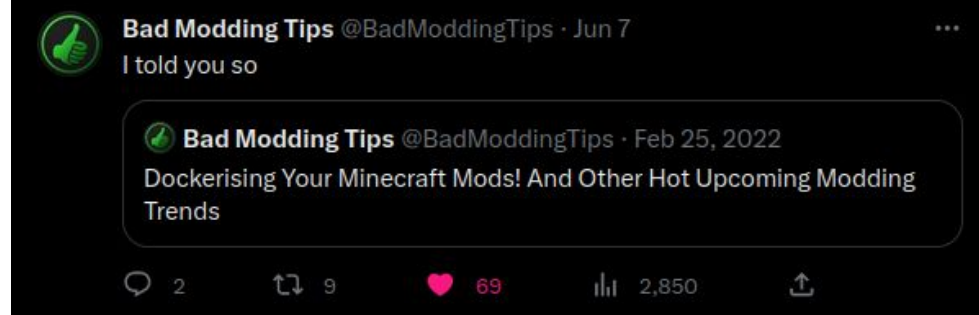 Bad Modding Tips @BadModdingTips · Jun 7
I told you so
Bad Modding Tips @BadModdingTips · Feb 25, 2022
Dockerising Your Minecraft Mods! And Other Hot Upcoming Modding
Trends
2 9 69 2,850